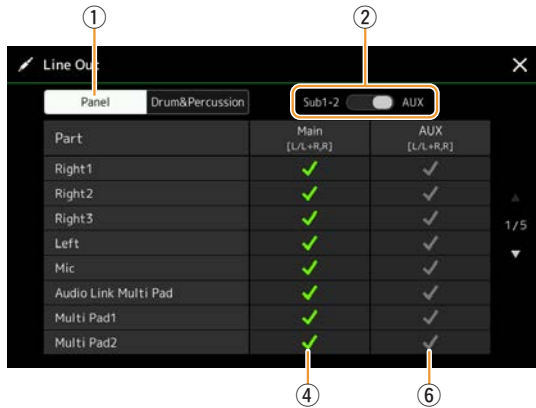 ① ②
Line Ou
Panel Drum&Percussion Sub1-2 AUX
Part Main AUX
[L/L+R,R] [L/L+R,R]
Right1
Right2
Right3
1/5
Left
Mic
Audio Link Multi Pad
Multi Pad1
Multi Pad2
④ ⑥